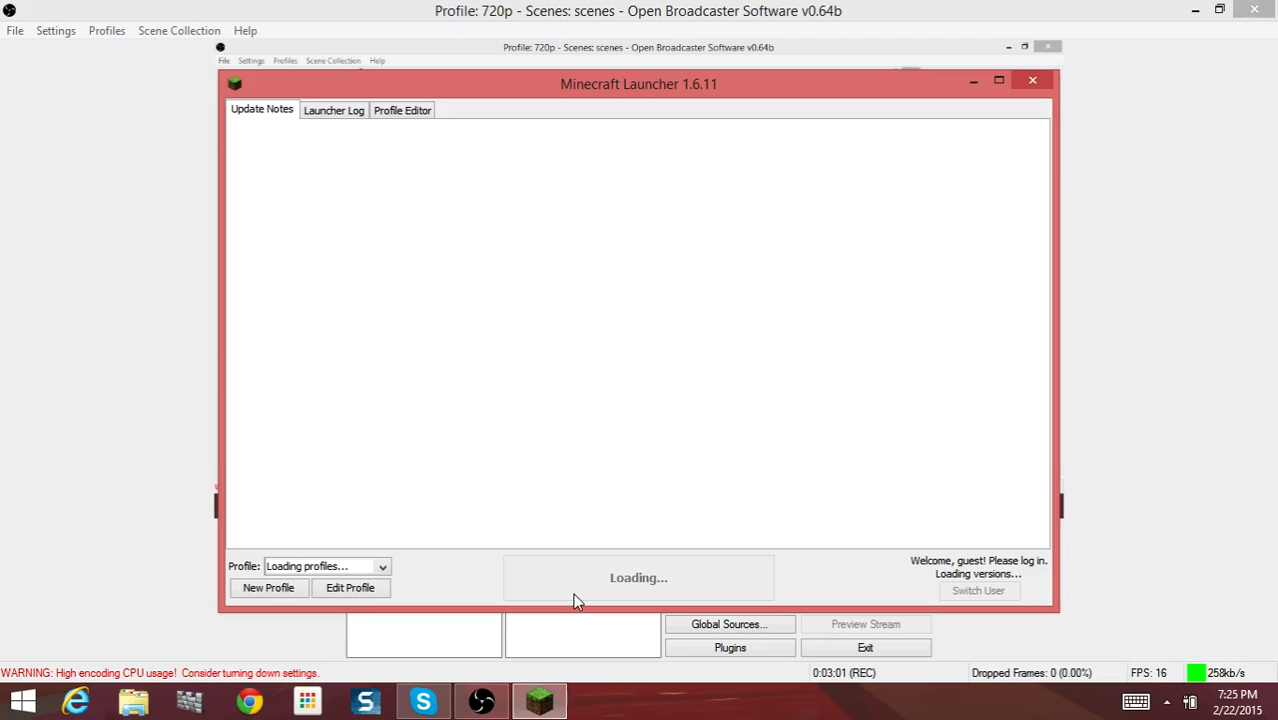 Profile: 720p - Scenes: scenes - Open Broadcaster Software v0.64b
File Settings Profiles Scene Collection Help
Profile: 720p - Scenes: scenes - Open Broadcaster Software v0.64b
File Settings Profiles Scene Collection Help
Minecraft Launcher 1.6.11
Update Notes Launcher Log Profile Editor
Profile: Loading profiles...
New Profile Edit Profile
Loading...
Welcome, guest! Please log in.
Loading versions...
Switch User
Global Sources... Preview Stream
Plugins Exit
WARNING: High encoding CPU usage! Consider turning down settings. 0:03:01 (REC) Dropped Frames: 0 (0.00%) FPS: 16 258kb/s
7:25 PM
2/22/2015